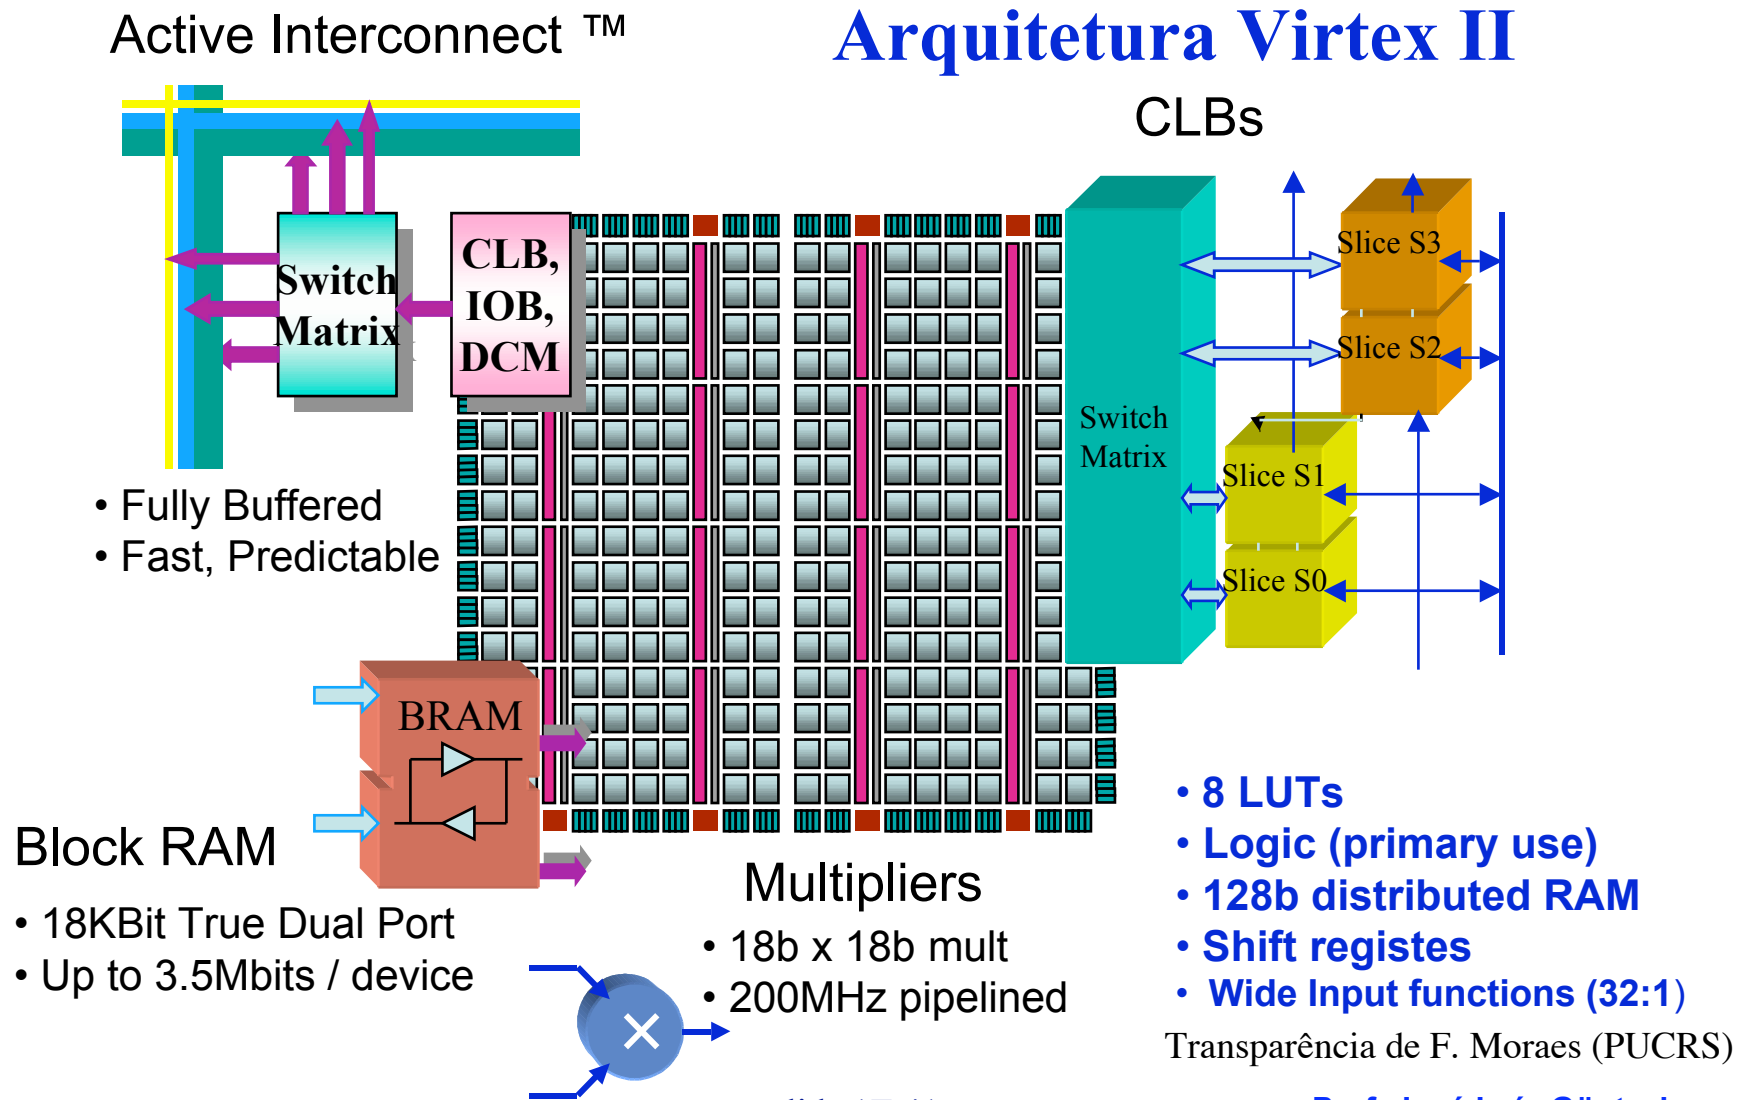 Active Interconnect ™
Arquitetura Virtex II
CLBs
Switch
Matrix
CLB,
IOB,
DCM
• Fully Buffered
• Fast, Predictable
Switch
Matrix
Slice S3
Slice S2
Slice S1
Slice S0
BRAM
Block RAM
• 18KBit True Dual Port
• Up to 3.5Mbits / device
Multipliers
• 18b x 18b mult
• 200MHz pipelined
• 8 LUTs
• Logic (primary use)
• 128b distributed RAM
• Shift registes
• Wide Input functions (32:1)
Transparência de F. Moraes (PUCRS)